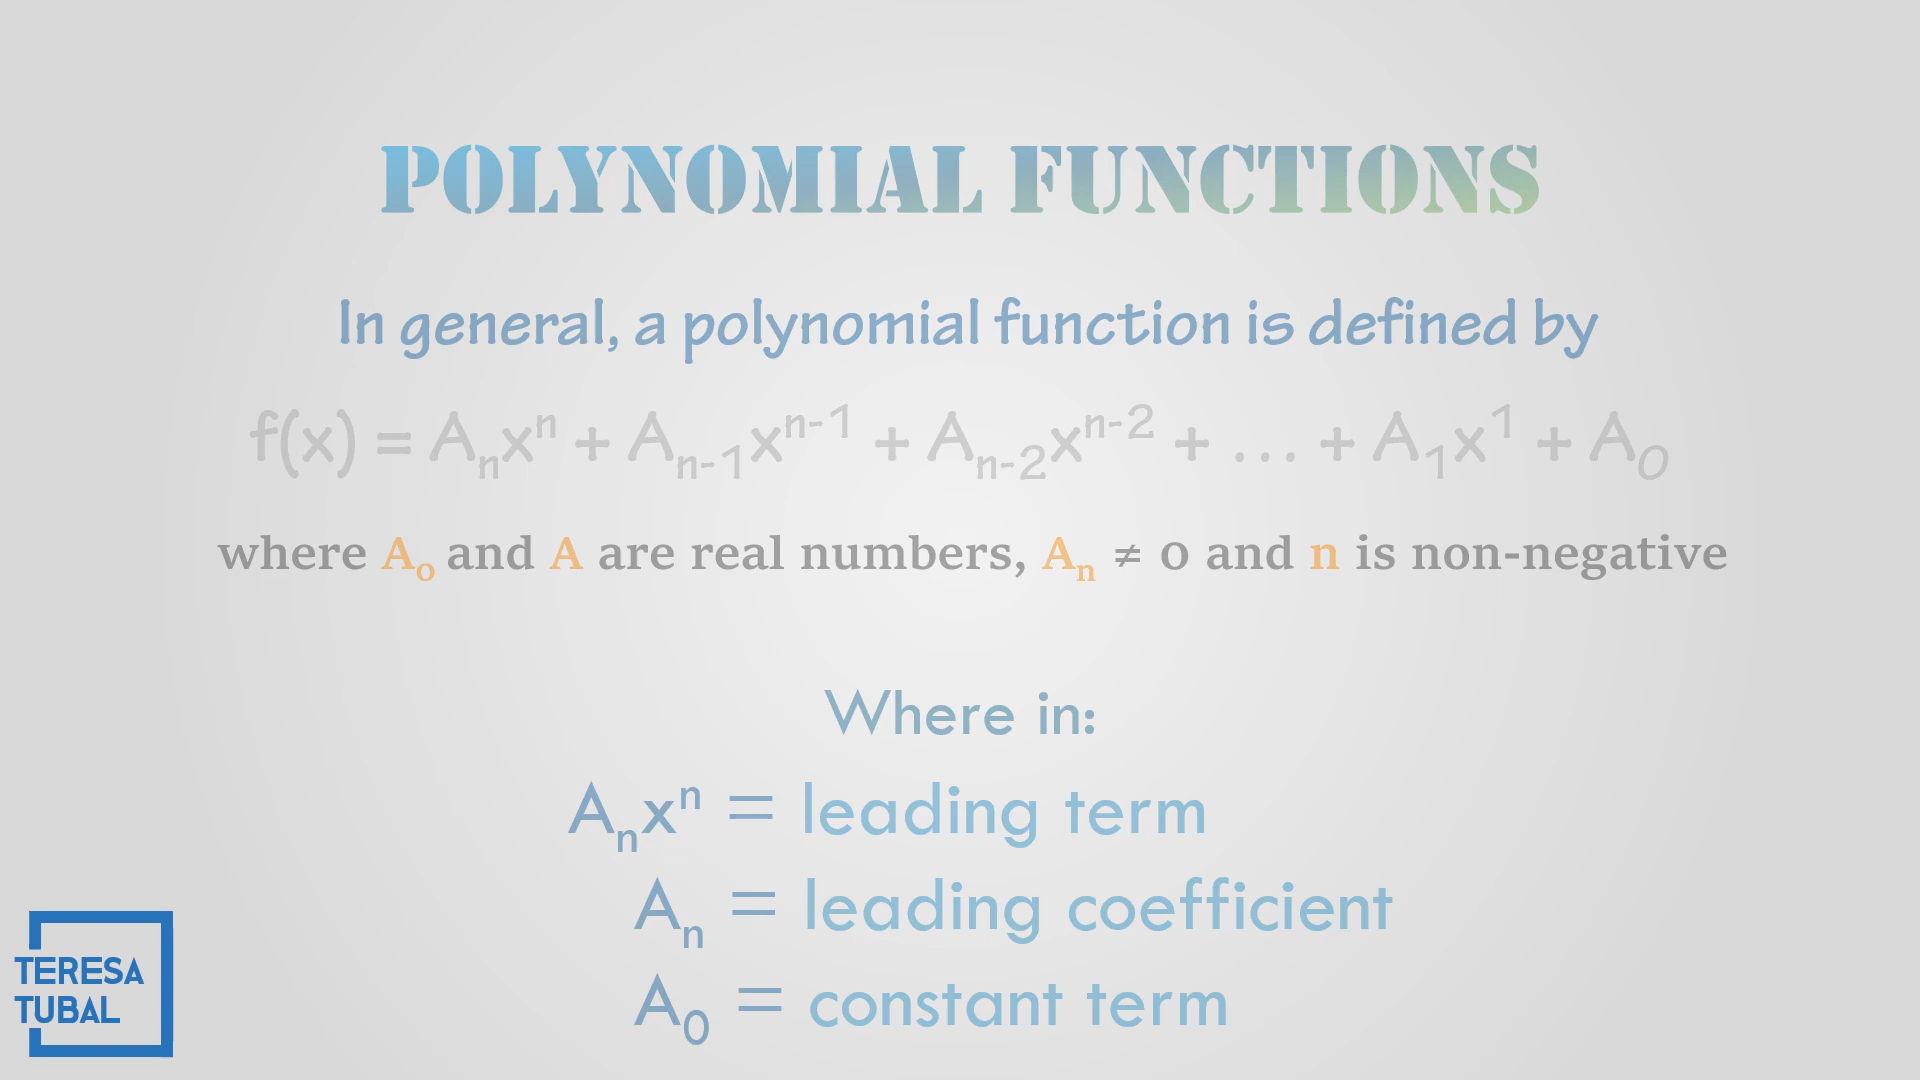 POLYNOMIAL FUNCTIONS
In general, a polynomial function is defined by
f(x) = Aₙxⁿ + Aₙ₋₁xⁿ⁻¹ + Aₙ₋₂xⁿ⁻² + ... + A₁x¹ + A₀
where A₀ and A are real numbers, Aₙ ≠ 0 and n is non-negative
Where in:
Aₙxⁿ = leading term
Aₙ = leading coefficient
A₀ = constant term
TERESA
TUBAL